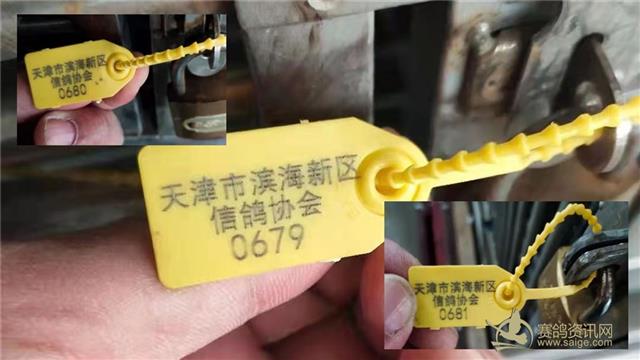 天津市滨海新区
信鸽协会
0680
天津市滨海新区
信鸽协会
0679
天津市滨海新区
信鸽协会
0681
赛鸽资讯网
www.saige.com